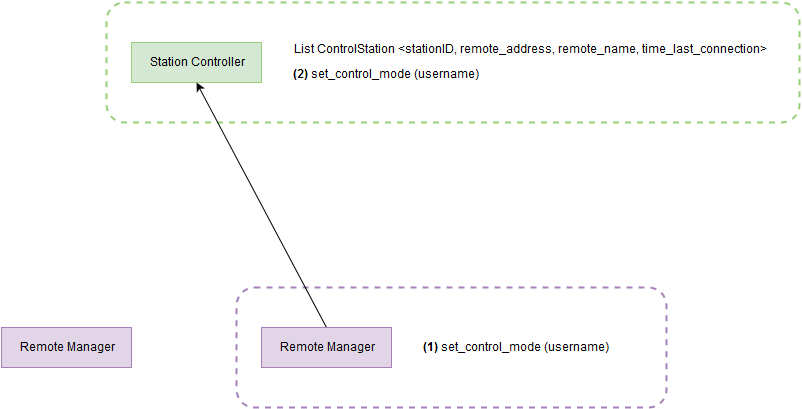 List ControlStation <stationID, remote_address, remote_name, time_last_connection>
Station Controller
(2) set_control_mode (username)
Remote Manager
Remote Manager
(1) set_control_mode (username)